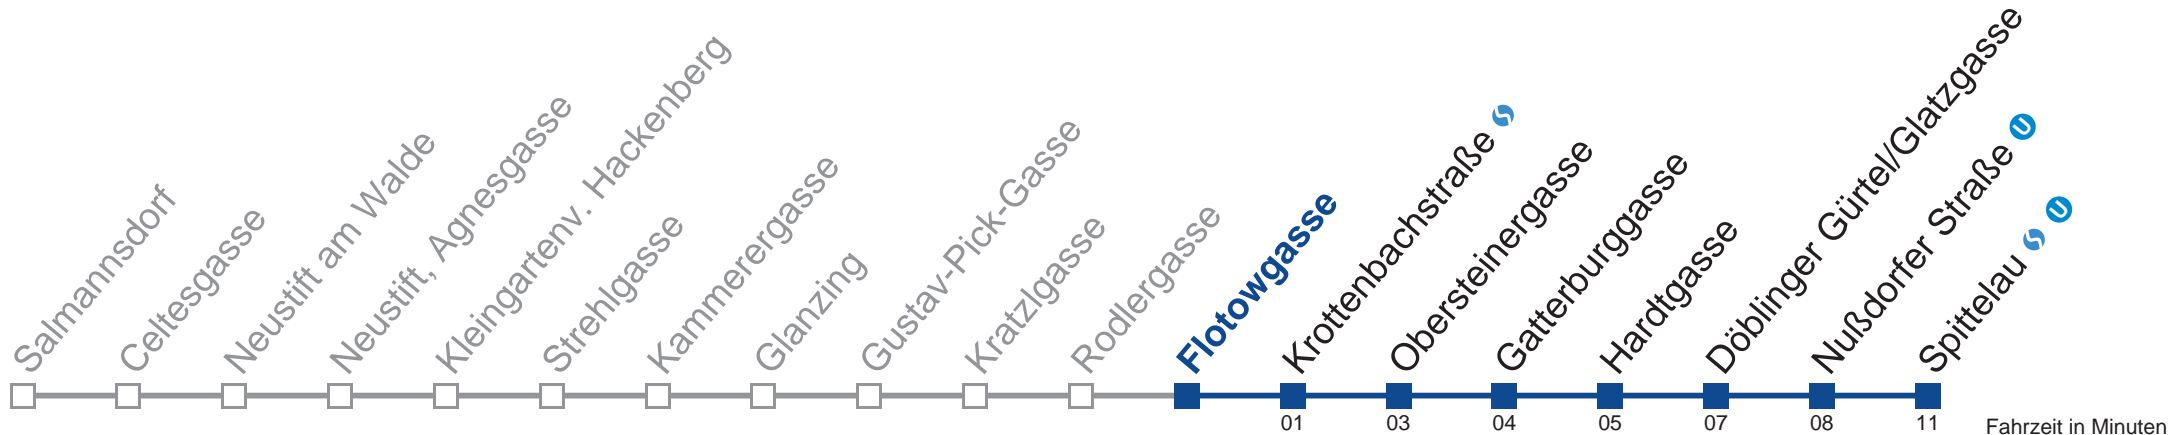 Salmannsdorf
Celtesgasse
Neustift am Walde
Neustift, Agnesgasse
Kleingartenv. Hackenberg
Strehlgasse
Kammerergasse
Glanzing
Gustav-Pick-Gasse
Kratzlgasse
Rodlergasse
Flotowgasse
Krottenbachstraße S
Obersteinergasse
Gatterburggasse
Hardtgasse
Döblinger Gürtel/Glatzgasse
Nußdorfer Straße U
Spittelau S U
01 03 04 05 07 08 11 Fahrzeit in Minuten